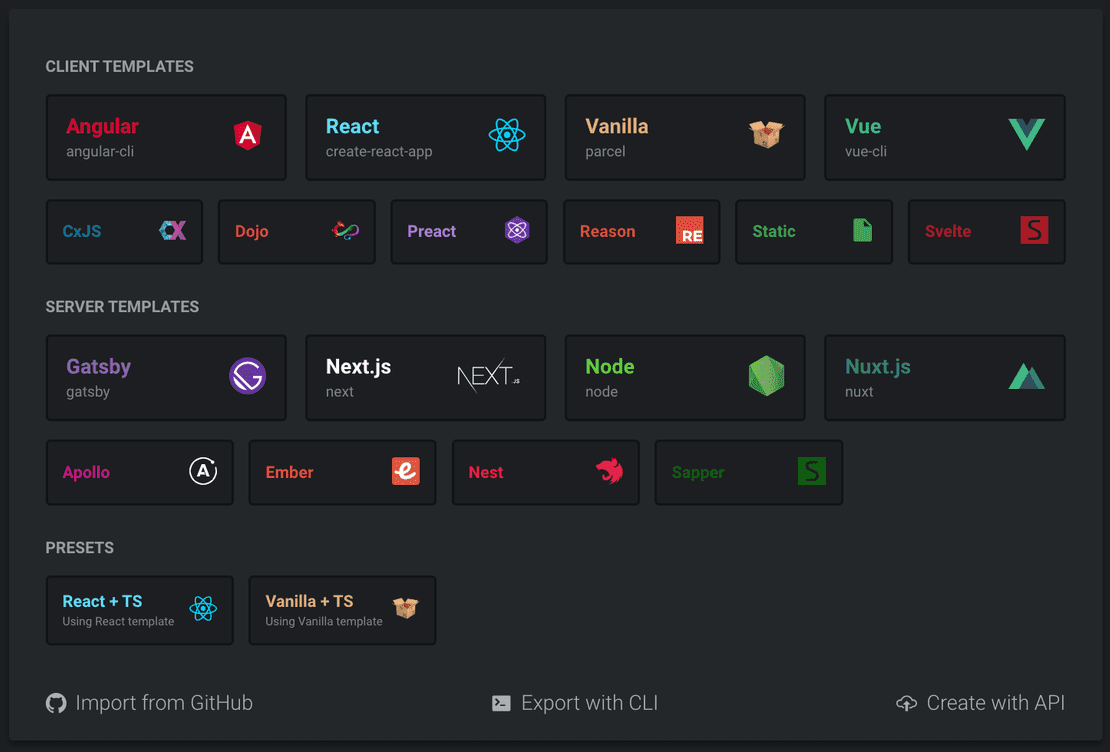 CLIENT TEMPLATES
Angular
angular-cli
React
create-react-app
Vanilla
parcel
Vue
vue-cli
CxJS
CX
Dojo
Preact
Reason
RE
Static
Svelte
S
SERVER TEMPLATES
Gatsby
gatsby
Next.js
next
NEXT.JS
Node
node
Nuxt.js
nuxt
Apollo
A
Ember
e
Nest
Sapper
S
PRESETS
React + TS
Using React template
Vanilla + TS
Using Vanilla template
Import from GitHub
Export with CLI
Create with API